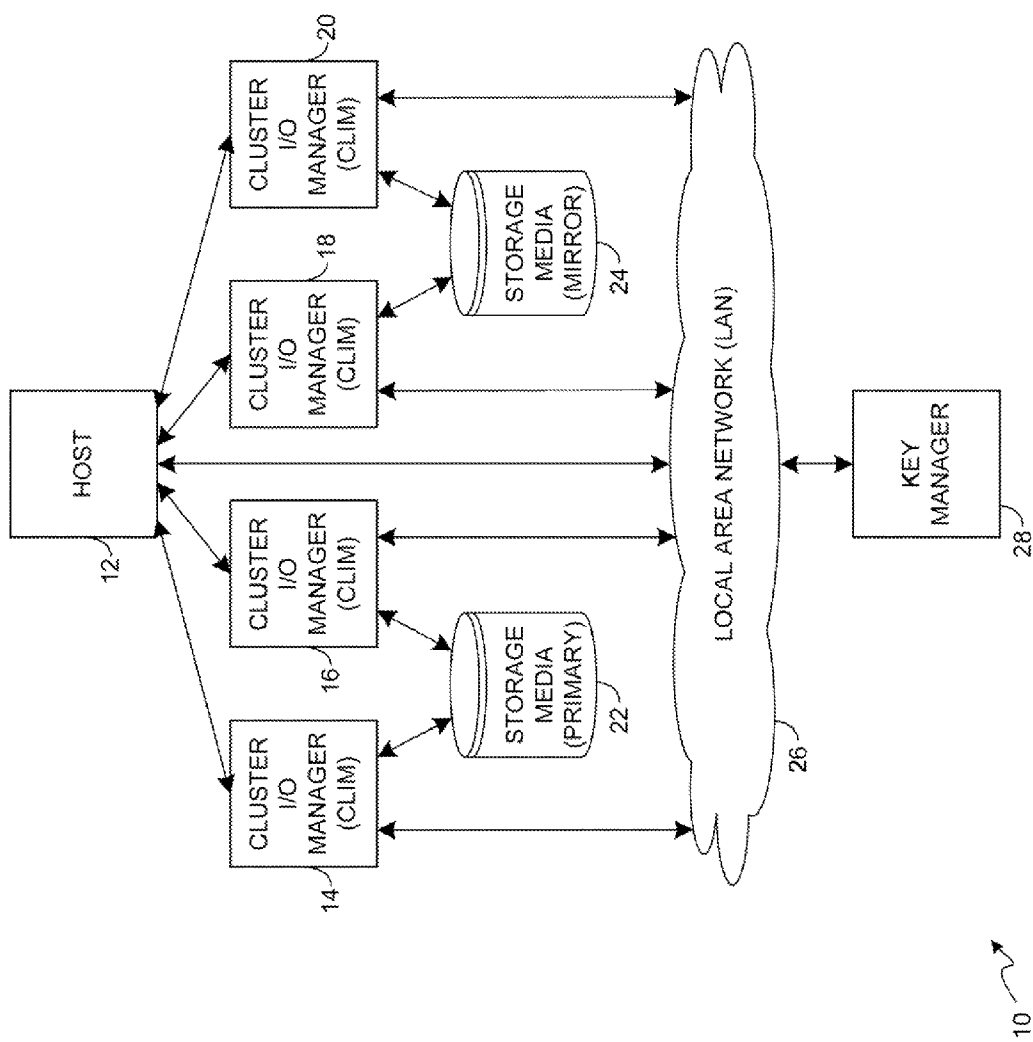 HOST
12
CLUSTER
I/O
MANAGER
(CLIM)
14
CLUSTER
I/O
MANAGER
(CLIM)
16
CLUSTER
I/O
MANAGER
(CLIM)
18
CLUSTER
I/O
MANAGER
(CLIM)
20
STORAGE
MEDIA
(PRIMARY)
22
STORAGE
MEDIA
(MIRROR)
24
LOCAL AREA NETWORK (LAN)
26
KEY
MANAGER
28
10